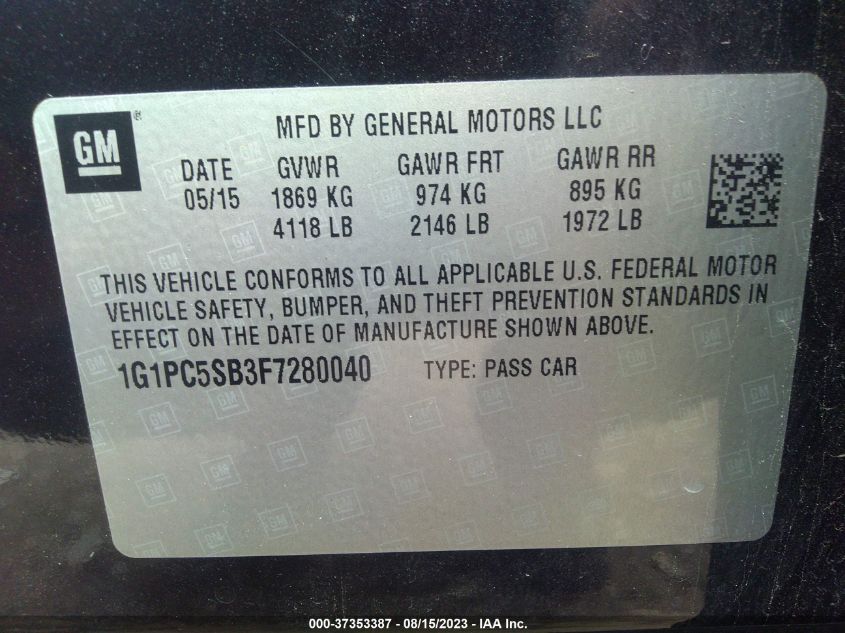 GM ®
MFD BY GENERAL MOTORS LLC
DATE GVWR GAWR FRT GAWR RR
05/15 1869 KG 974 KG 895 KG
4118 LB 2146 LB 1972 LB
THIS VEHICLE CONFORMS TO ALL APPLICABLE U.S. FEDERAL MOTOR
VEHICLE SAFETY, BUMPER, AND THEFT PREVENTION STANDARDS IN
EFFECT ON THE DATE OF MANUFACTURE SHOWN ABOVE.
1G1PC5SB3F7280040 TYPE: PASS CAR
000-37353387 - 08/15/2023 - IAA Inc.